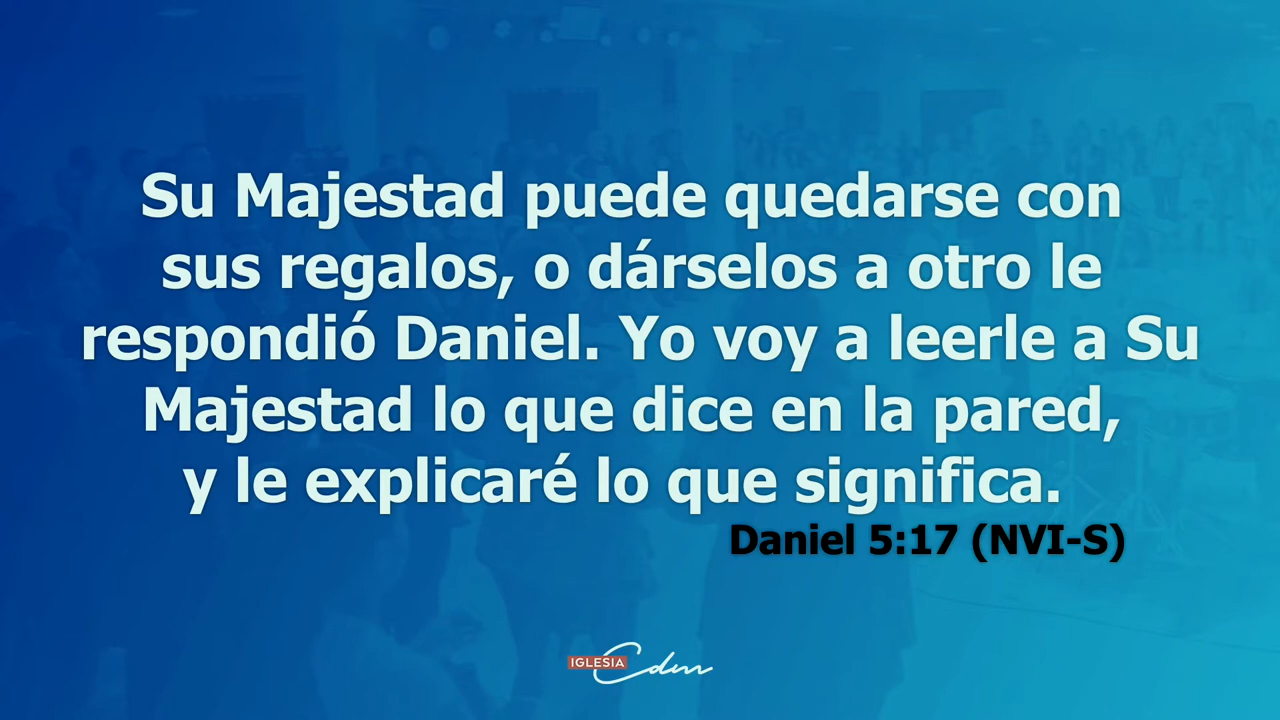 Su Majestad puede quedarse con
sus regalos, o dárselos a otro le
respondió Daniel. Yo voy a leerle a Su
Majestad lo que dice en la pared,
y le explicaré lo que significa.
Daniel 5:17 (NVI-S)
IGLESIA Cdm